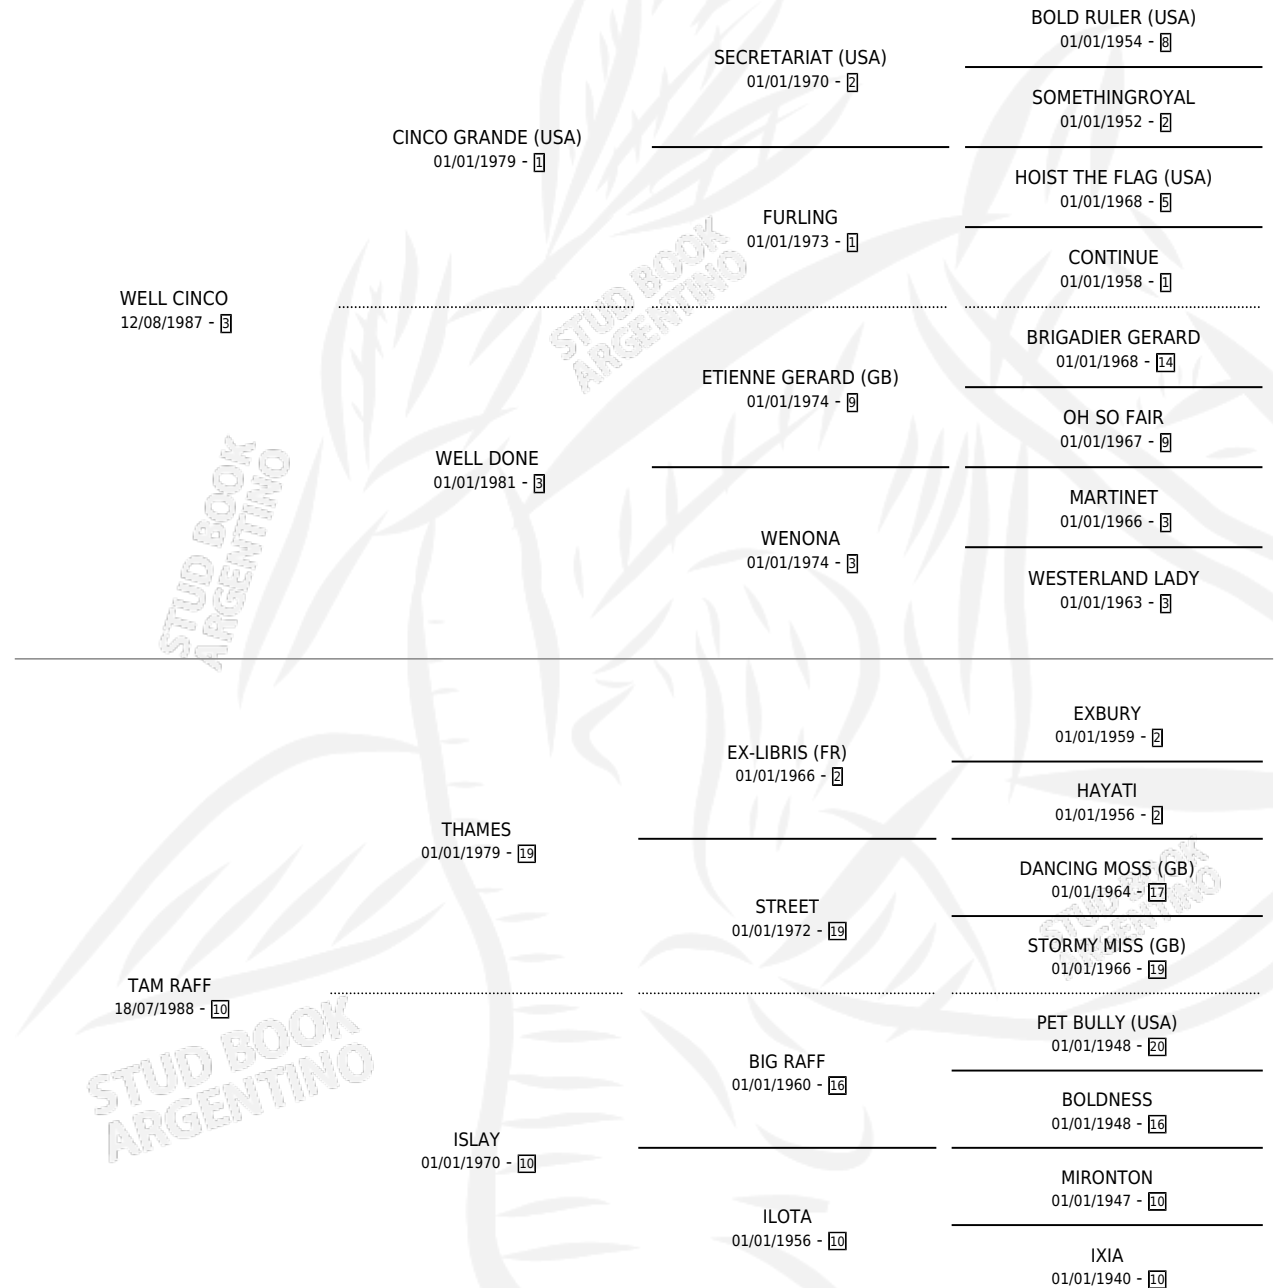 BOLD RULER (USA)
01/01/1954 - 8
SECRETARIAT (USA)
01/01/1970 - 2
SOMETHINGROYAL
01/01/1952 - 2
CINCO GRANDE (USA)
01/01/1979 - 1
HOIST THE FLAG (USA)
01/01/1968 - 5
FURLING
01/01/1973 - 1
CONTINUE
01/01/1958 - 1
WELL CINCO
12/08/1987 - 3
STUD BOOK
ARGENTINO
BRIGADIER GERARD
01/01/1968 - 14
ETIENNE GERARD (GB)
01/01/1974 - 9
OH SO FAIR
01/01/1967 - 9
WELL DONE
01/01/1981 - 3
MARTINET
01/01/1966 - 3
WENONA
01/01/1974 - 3
WESTERLAND LADY
01/01/1963 - 3
STUD BOOK
ARGENTINO
EXBURY
01/01/1959 - 2
EX-LIBRIS (FR)
01/01/1966 - 2
HAYATI
01/01/1956 - 2
THAMES
01/01/1979 - 19
DANCING MOSS (GB)
01/01/1964 - 17
STREET
01/01/1972 - 19
STORMY MISS (GB)
01/01/1966 - 19
STUD BOOK
ARGENTINO
TAM RAFF
18/07/1988 - 10
PET BULLY (USA)
01/01/1948 - 20
BIG RAFF
01/01/1960 - 16
BOLDNESS
01/01/1948 - 16
STUD BOOK
ARGENTINO
ISLAY
01/01/1970 - 10
MIRONTON
01/01/1947 - 10
ILOTA
01/01/1956 - 10
IXIA
01/01/1940 - 10